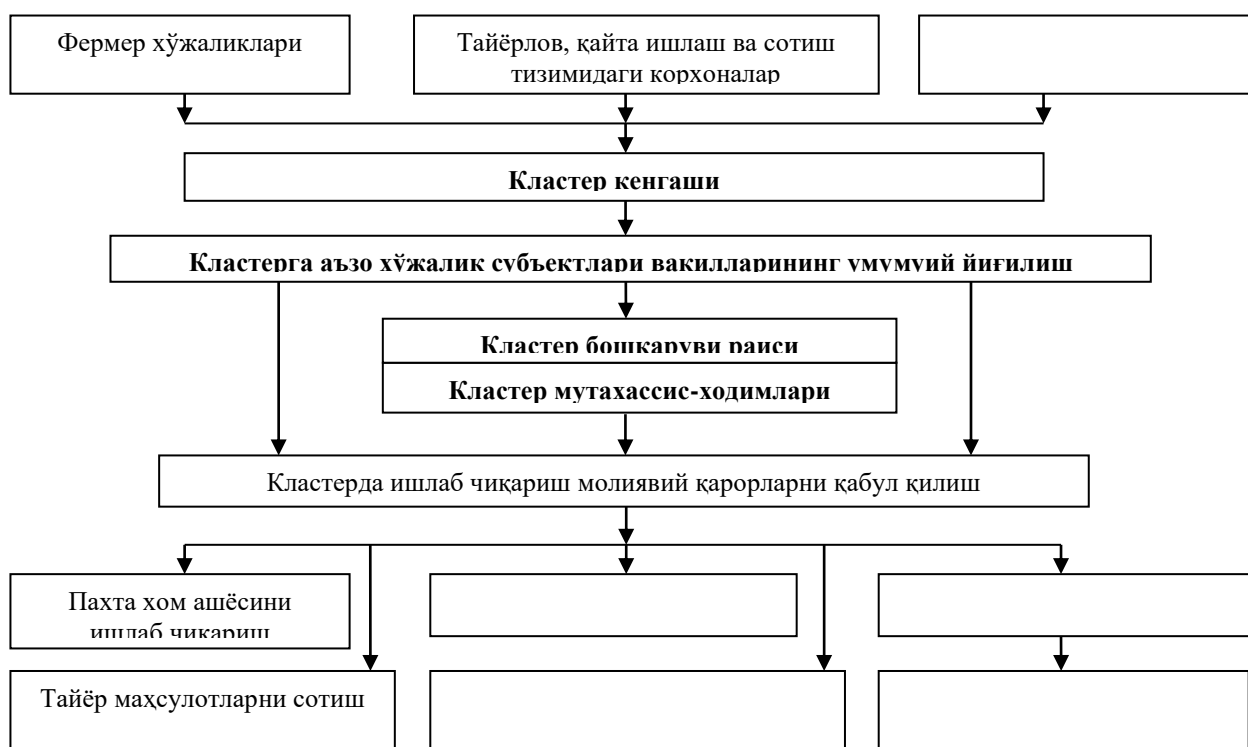 Фермер хўжаликлари
Тайёрлов, қайта ишлаш ва сотиш
тизимидаги корхоналар
Кластер кенгаши
Кластерга аъзо хўжалик субъектлари вакилларининг умумуий йиғилиш
Кластер бошқаруви раиси
Кластер мутахассис-ходимлари
Кластерда ишлаб чиқариш молиявий қарорларни қабул қилиш
Пахта хом ашёсини
ишлаб чиқариш
Тайёр маҳсулотларни сотиш